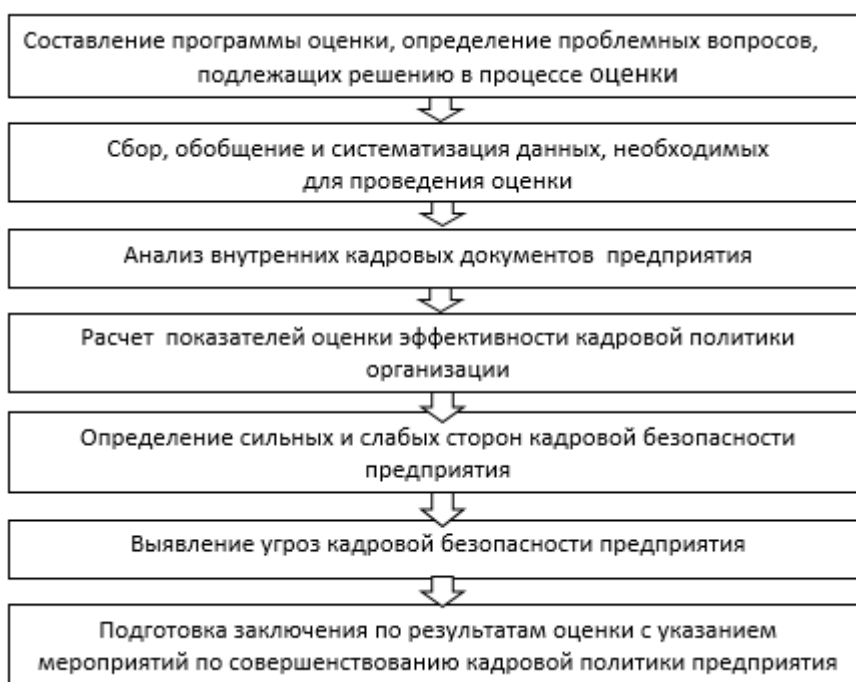 Составление программы оценки, определение проблемных вопросов,
подлежащих решению в процессе оценки
Сбор, обобщение и систематизация данных, необходимых
для проведения оценки
Анализ внутренних кадровых документов предприятия
Расчет показателей оценки эффективности кадровой политики
организации
Определение сильных и слабых сторон кадровой безопасности
предприятия
Выявление угроз кадровой безопасности предприятия
Подготовка заключения по результатам оценки с указанием
мероприятий по совершенствованию кадровой политики предприятия